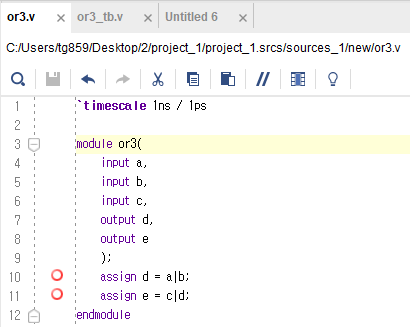 or3.v or3_tb.v Untitled 6
C:/Users/tg859/Desktop/2/project_1/project_1.srcs/sources_1/new/or3.v
1 `timescale 1ns / 1ps
2
3 module or3(
4 input a,
5 input b,
6 input c,
7 output d,
8 output e
9 );
10 assign d = a|b;
11 assign e = c|d;
12 endmodule